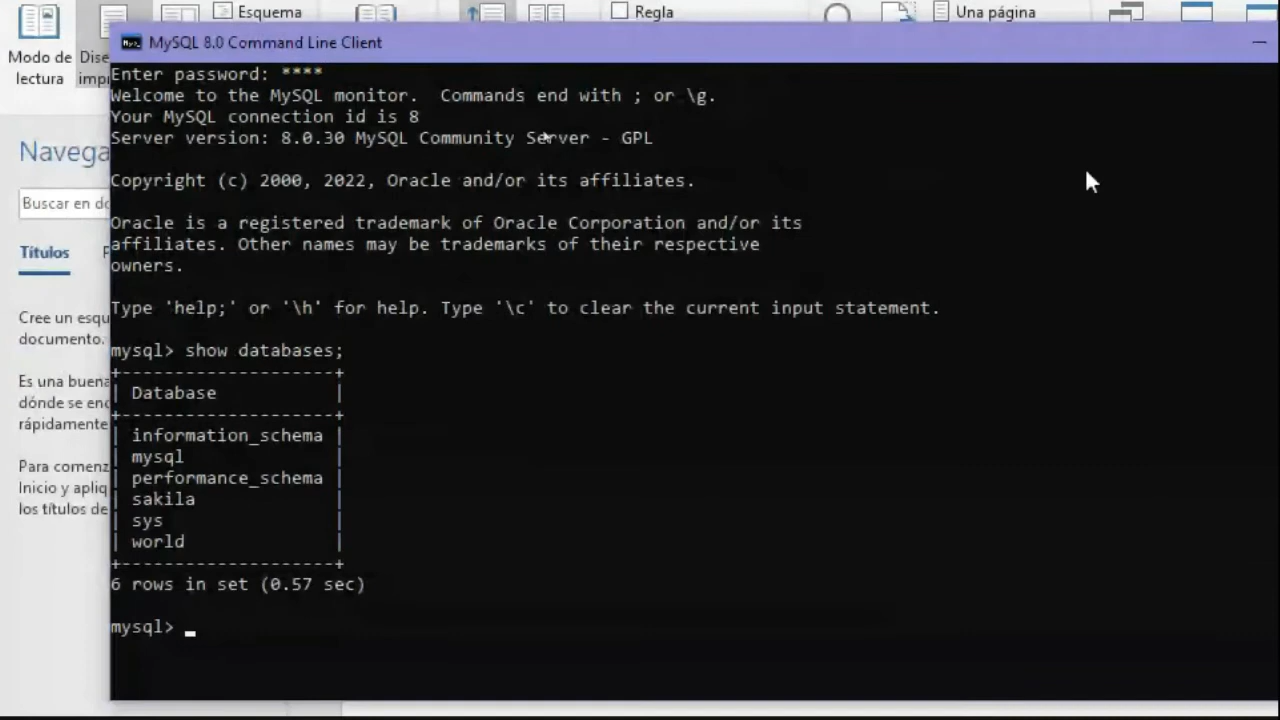 Esquema
Regla
Una página
Modo de
lectura
MySQL 8.0 Command Line Client
Enter password: ****
Welcome to the MySQL monitor.  Commands end with ; or \g.
Your MySQL connection id is 8
Server version: 8.0.30 MySQL Community Server - GPL
Copyright (c) 2000, 2022, Oracle and/or its affiliates.
Oracle is a registered trademark of Oracle Corporation and/or its
affiliates. Other names may be trademarks of their respective
owners.
Type 'help;' or '\h' for help. Type '\c' to clear the current input statement.
mysql> show databases;
+--------------------+
| Database           |
+--------------------+
| information_schema |
| mysql              |
| performance_schema |
| sakila             |
| sys                |
| world              |
+--------------------+
6 rows in set (0.57 sec)
mysql>
Navega
Buscar en do
Títulos
Cree un esqu
documento.
Es una buena
dónde se enc
rápidamente
Para comenz
Inicio y apliq
los títulos de